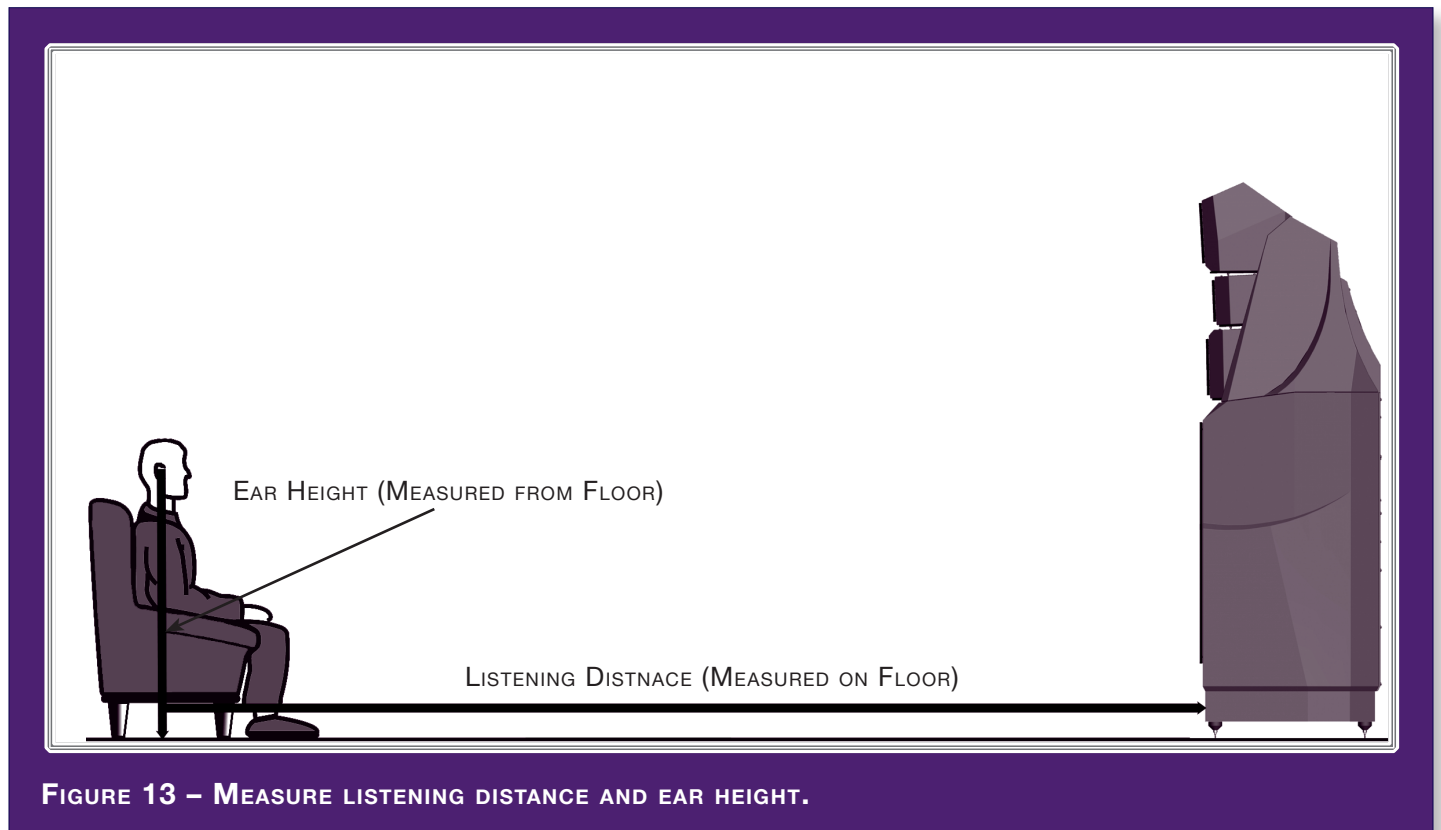 Ear Height (Measured from Floor)
Listening Distnace (Measured on Floor)
Figure 13 – Measure listening distance and ear height.